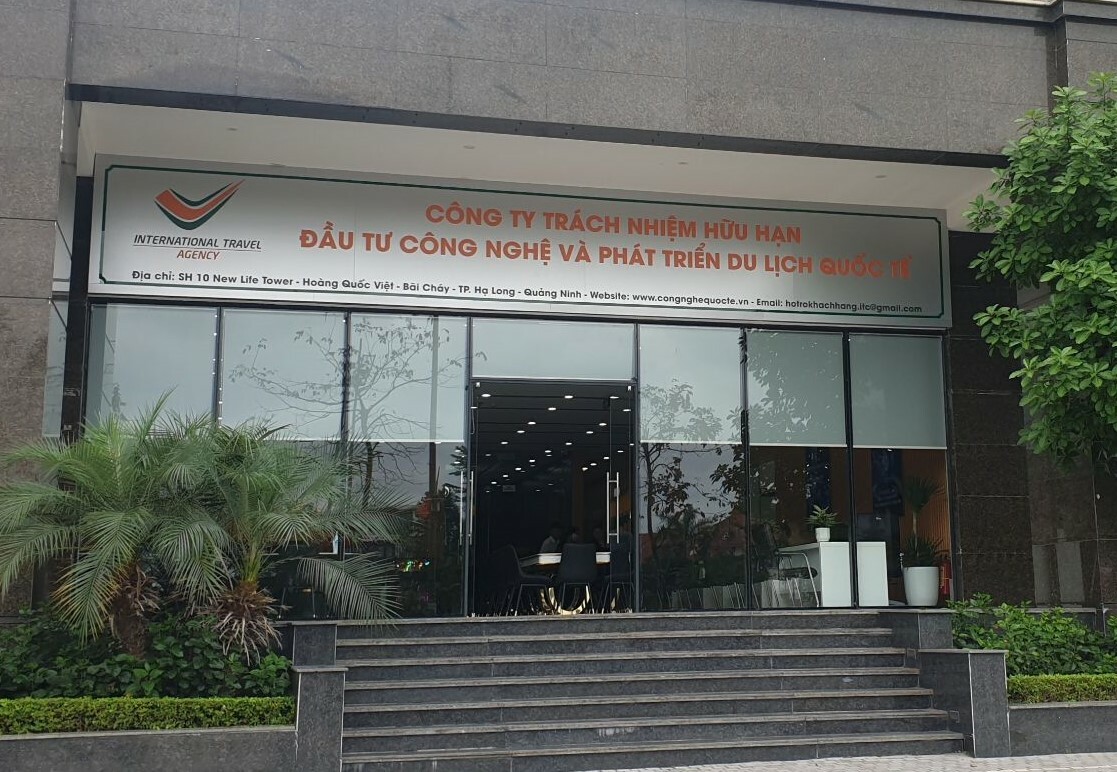 INTERNATIONAL TRAVEL
AGENCY
CÔNG TY TRÁCH NHIỆM HỮU HẠN
ĐẦU TƯ CÔNG NGHỆ VÀ PHÁT TRIỂN DU LỊCH QUỐC TẾ
Địa chỉ: SH 10 New Life Tower - Hoàng Quốc Việt - Bãi Cháy - TP. Hạ Long - Quảng Ninh - Website: www.congnghequocte.vn - Email: hotrokhachhang.itc@gmail.com